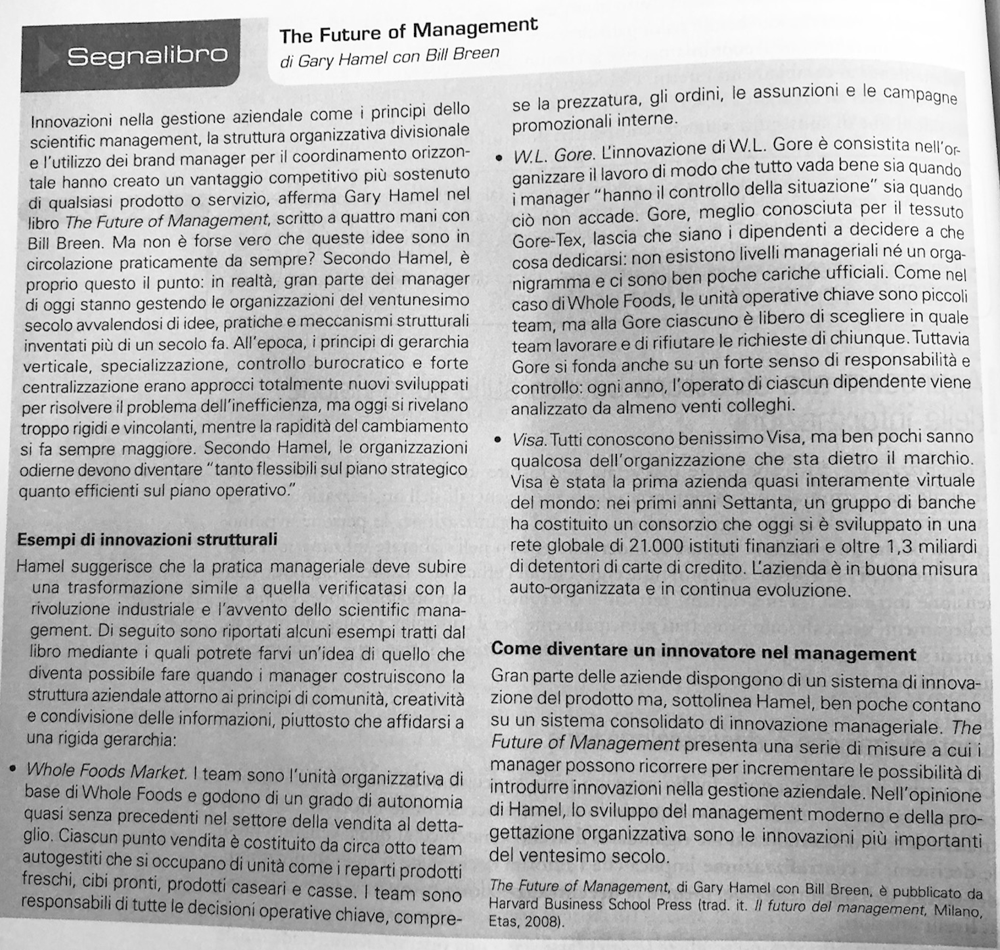 Segnalibro
The Future of Management
di Gary Hamel con Bill Breen
Innovazioni nella gestione aziendale come i principi dello
scientific management, la struttura organizzativa divisionale
e l'utilizzo dei brand manager per il coordinamento orizzon-
tale hanno creato un vantaggio competitivo più sostenuto
di qualsiasi prodotto o servizio, afferma Gary Hamel nel
libro The Future of Management, scritto a quattro mani con
Bill Breen. Ma non è forse vero che queste idee sono in
circolazione praticamente da sempre? Secondo Hamel, è
proprio questo il punto: in realtà, gran parte dei manager
di oggi stanno gestendo le organizzazioni del ventunesimo
secolo avvalendosi di idee, pratiche e meccanismi strutturali
inventati più di un secolo fa. All'epoca, i principi di gerarchia
verticale, specializzazione, controllo burocratico e forte
centralizzazione erano approcci totalmente nuovi sviluppati
per risolvere il problema dell'inefficienza, ma oggi si rivelano
troppo rigidi e vincolanti, mentre la rapidità del cambiamento
si fa sempre maggiore. Secondo Hamel, le organizzazioni
odierne devono diventare "tanto flessibili sul piano strategico
quanto efficienti sul piano operativo."
Esempi di innovazioni strutturali
Hamel suggerisce che la pratica manageriale deve subire
una trasformazione simile a quella verificatasi con la
rivoluzione industriale e l'avvento dello scientific mana-
gement. Di seguito sono riportati alcuni esempi tratti dal
libro mediante i quali potrete farvi un'idea di quello che
diventa possibile fare quando i manager costruiscono la
struttura aziendale attorno ai principi di comunità, creatività
e condivisione delle informazioni, piuttosto che affidarsi a
una rigida gerarchia:
• Whole Foods Market. I team sono l'unità organizzativa di
base di Whole Foods e godono di un grado di autonomia
quasi senza precedenti nel settore della vendita al detta-
glio. Ciascun punto vendita è costituito da circa otto team
autogestiti che si occupano di unità come i reparti prodotti
freschi, cibi pronti, prodotti caseari e casse. I team sono
responsabili di tutte le decisioni operative chiave, compre-
se la prezzatura, gli ordini, le assunzioni e le campagne
promozionali interne.
• W.L. Gore. L'innovazione di W.L. Gore è consistita nell'or-
ganizzare il lavoro di modo che tutto vada bene sia quando
i manager "hanno il controllo della situazione" sia quando
ciò non accade. Gore, meglio conosciuta per il tessuto
Gore-Tex, lascia che siano i dipendenti a decidere a che
cosa dedicarsi: non esistono livelli manageriali né un orga-
nigramma e ci sono ben poche cariche ufficiali. Come nel
caso di Whole Foods, le unità operative chiave sono piccoli
team, ma alla Gore ciascuno è libero di scegliere in quale
team lavorare e di rifiutare le richieste di chiunque. Tuttavia
Gore si fonda anche su un forte senso di responsabilità e
controllo: ogni anno, l'operato di ciascun dipendente viene
analizzato da almeno venti colleghi.
• Visa. Tutti conoscono benissimo Visa, ma ben pochi sanno
qualcosa dell'organizzazione che sta dietro il marchio.
Visa è stata la prima azienda quasi interamente virtuale
del mondo: nei primi anni Settanta, un gruppo di banche
ha costituito un consorzio che oggi si è sviluppato in una
rete globale di 21.000 istituti finanziari e oltre 1,3 miliardi
di detentori di carte di credito. L'azienda è in buona misura
auto-organizzata e in continua evoluzione.
Come diventare un innovatore nel management
Gran parte delle aziende dispongono di un sistema di innova-
zione del prodotto ma, sottolinea Hamel, ben poche contano
su un sistema consolidato di innovazione manageriale. The
Future of Management presenta una serie di misure a cui i
manager possono ricorrere per incrementare le possibilità di
introdurre innovazioni nella gestione aziendale. Nell'opinione
di Hamel, lo sviluppo del management moderno e della pro-
gettazione organizzativa sono le innovazioni più importanti
del ventesimo secolo.
The Future of Management, di Gary Hamel con Bill Breen, è pubblicato da
Harvard Business School Press (trad. it. Il futuro del management, Milano,
Etas, 2008).